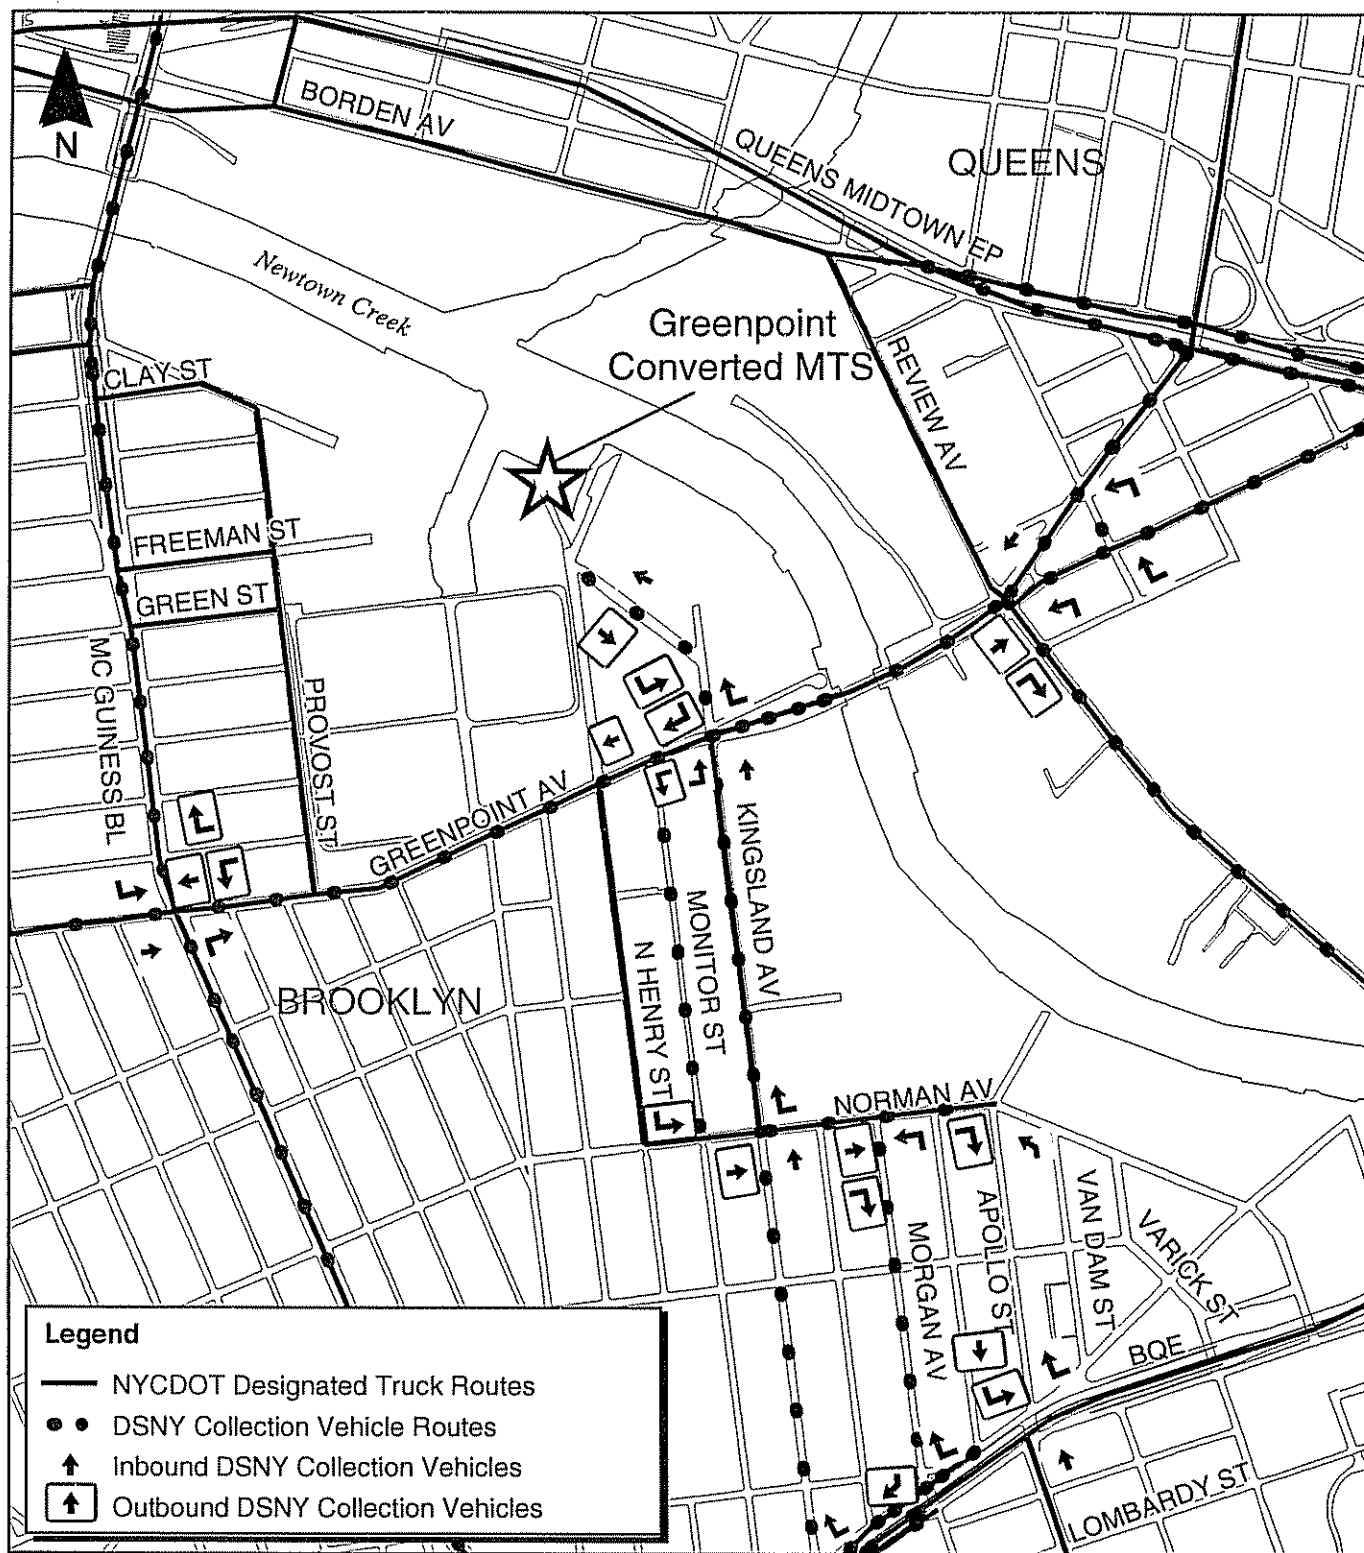 N
BORDEN AV
QUEENS MIDTOWN EP
QUEENS
Newtown Creek
Greenpoint
Converted MTS
REVIEW AV
CLAY ST
FREEMAN ST
GREEN ST
MC GUINESS BL
PROVOST ST
GREENPOINT AV
KINGSLAND AV
MONITOR ST
N HENRY ST
BROOKLYN
NORMAN AV
MORGAN AV
APOLLO ST
VAN DAM ST
VARICK ST
BQE
LOMBARDY ST
Legend
NYCDOT Designated Truck Routes
DSNY Collection Vehicle Routes
Inbound DSNY Collection Vehicles
Outbound DSNY Collection Vehicles